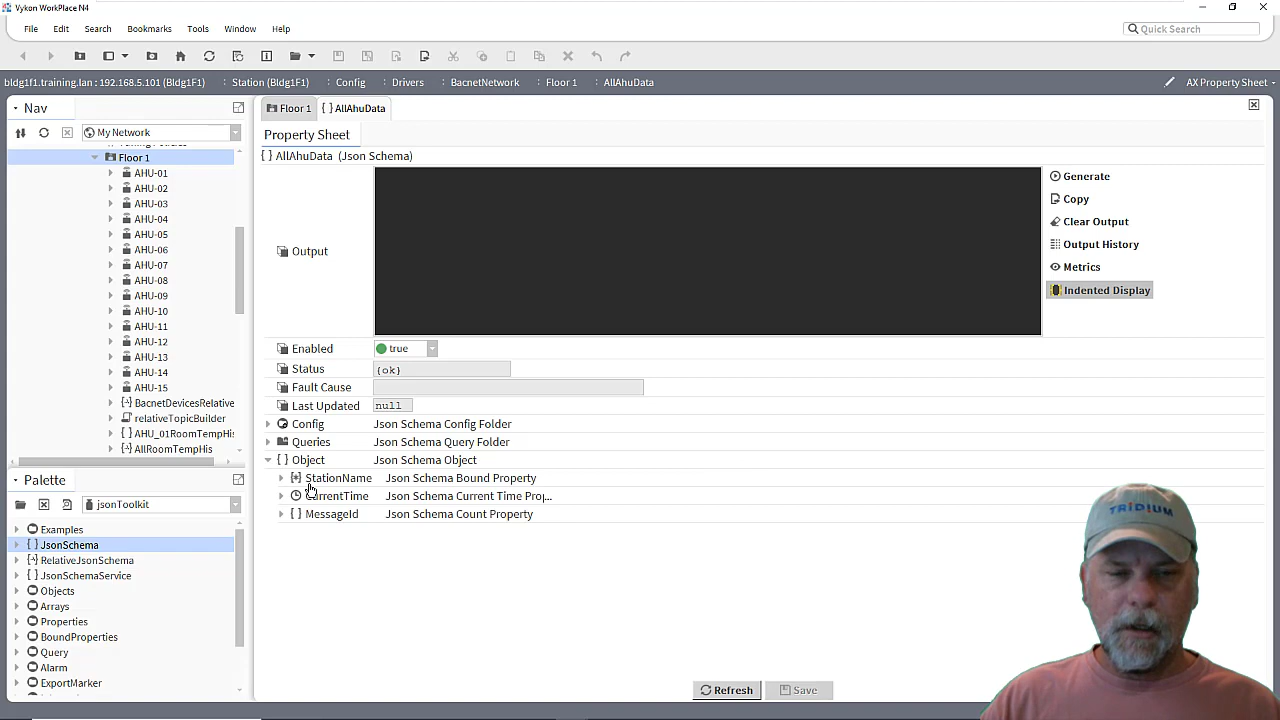 Vykon WorkPlace N4
File Edit Search Bookmarks Tools Window Help
Quick Search
bldg1f1.training.lan : 192.168.5.101 (Bldg1F1) Station (Bldg1F1) Config Drivers BacnetNetwork Floor 1 AllAhuData AX Property Sheet
Nav
My Network
Floor 1
AHU-01
AHU-02
AHU-03
AHU-04
AHU-05
AHU-06
AHU-07
AHU-08
AHU-09
AHU-10
AHU-11
AHU-12
AHU-13
AHU-14
AHU-15
BacnetDevicesRelative
relativeTopicBuilder
AHU_01RoomTempHis
AllRoomTempHis
Palette
jsonToolkit
Examples
{ } JsonSchema
RelativeJsonSchema
{ } JsonSchemaService
Objects
Arrays
Properties
BoundProperties
Query
Alarm
ExportMarker
Floor 1 { } AllAhuData
Property Sheet
{ } AllAhuData (Json Schema)
Output
Generate
Copy
Clear Output
Output History
Metrics
Indented Display
Enabled true
Status {ok}
Fault Cause
Last Updated null
Config Json Schema Config Folder
Queries Json Schema Query Folder
{ } Object Json Schema Object
StationName Json Schema Bound Property
CurrentTime Json Schema Current Time Prop...
{ } MessageId Json Schema Count Property
Refresh Save
TRIDIUM